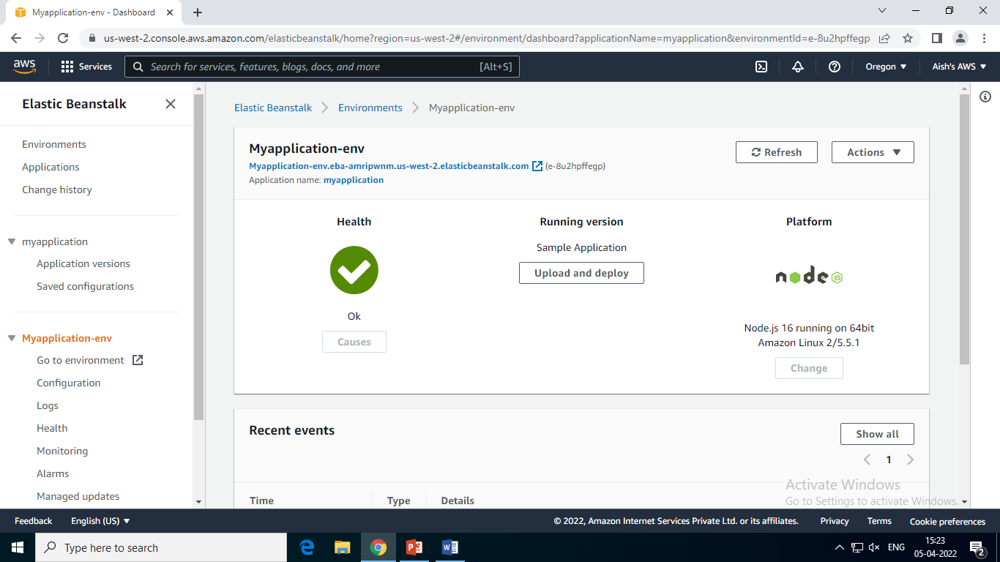 Myapplication-env - Dashboard
us-west-2.console.aws.amazon.com/elasticbeanstalk/home?region=us-west-2#/environment/dashboard?applicationName=myapplication&environmentId=e-8u2hpffegp
aws
Services
Search for services, features, blogs, docs, and more
[Alt+S]
Oregon
Aish's AWS
Elastic Beanstalk
Environments
Applications
Change history
myapplication
Application versions
Saved configurations
Myapplication-env
Go to environment
Configuration
Logs
Health
Monitoring
Alarms
Managed updates
Elastic Beanstalk
Environments
Myapplication-env
Myapplication-env
Myapplication-env.eba-amripwnm.us-west-2.elasticbeanstalk.com (e-8u2hpffegp)
Application name: myapplication
Refresh
Actions
Health
Ok
Causes
Running version
Sample Application
Upload and deploy
Platform
node JS
Node.js 16 running on 64bit
Amazon Linux 2/5.5.1
Change
Recent events
Show all
1
Time
Type
Details
Activate Windows
Go to Settings to activate Windows.
Feedback
English (US)
© 2022, Amazon Internet Services Private Ltd. or its affiliates.
Privacy
Terms
Cookie preferences
Type here to search
ENG
15:23
05-04-2022
2